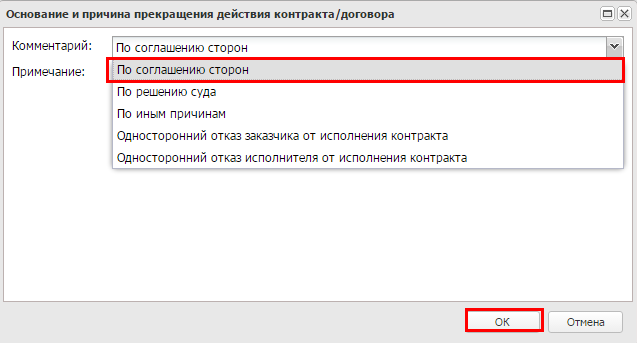 Основание и причина прекращения действия контракта/договора
Комментарий: По соглашению сторон
Примечание: По соглашению сторон
По решению суда
По иным причинам
Односторонний отказ заказчика от исполнения контракта
Односторонний отказ исполнителя от исполнения контракта
ОК Отмена